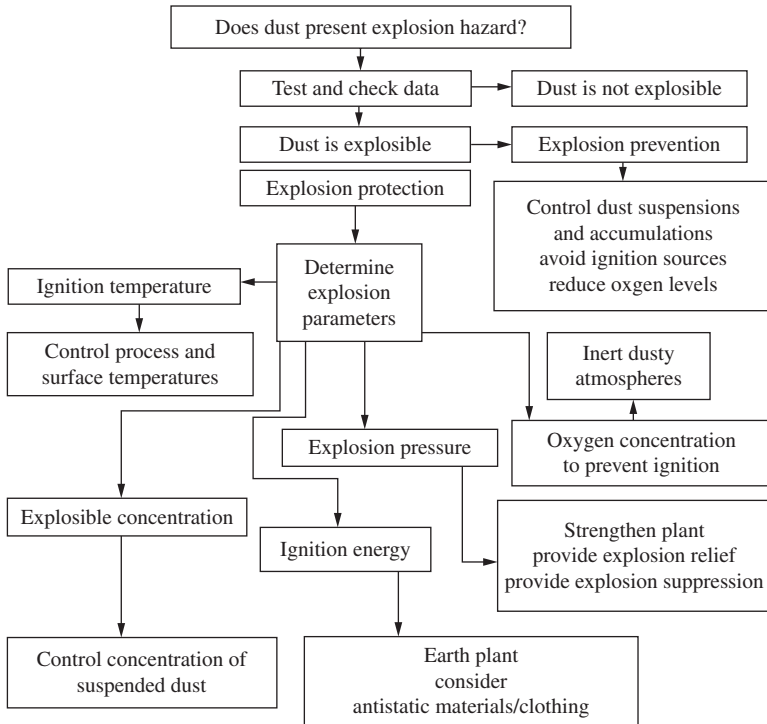 Does dust present explosion hazard?
Test and check data
Dust is not explosible
Dust is explosible
Explosion prevention
Explosion protection
Control dust suspensions
and accumulations
avoid ignition sources
reduce oxgen levels
Determine
explosion
parameters
Ignition temperature
Control process and
surface temperatures
Inert dusty
atmospheres
Oxygen concentration
to prevent ignition
Explosion pressure
Explosible concentration
Ignition energy
Strengthen plant
provide explosion relief
provide explosion suppression
Control concentration of
suspended dust
Earth plant
consider
antistatic materials/clothing